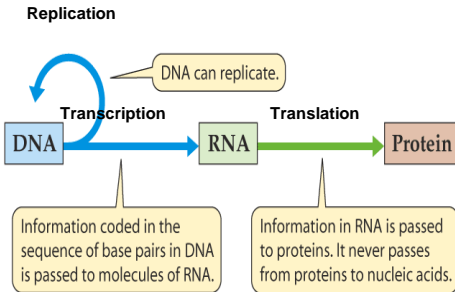 Replication
DNA can replicate.
Transcription
Translation
DNA
RNA
Protein
Information coded in the
sequence of base pairs in DNA
is passed to molecules of RNA.
Information in RNA is passed
to proteins. It never passes
from proteins to nucleic acids.